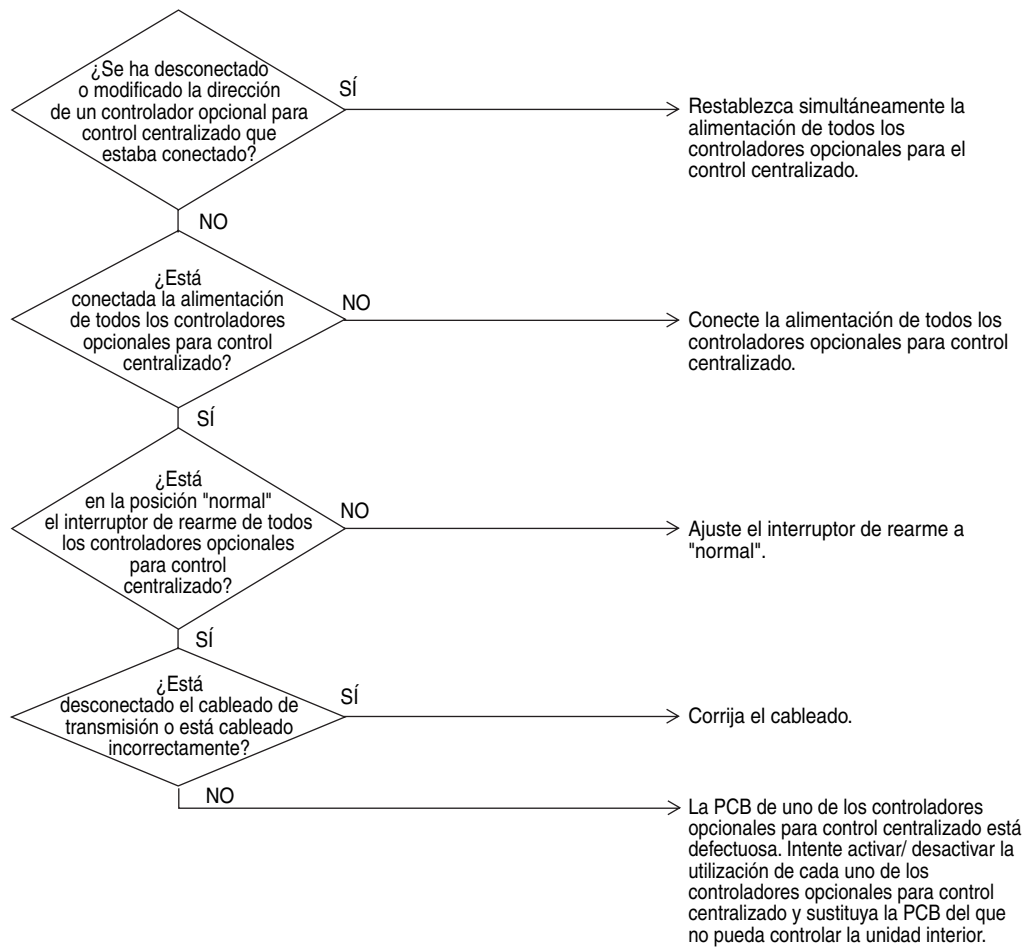 ¿Se ha desconectado
o modificado la dirección
de un controlador opcional para
control centralizado que
estaba conectado?
SÍ
Restablezca simultáneamente la
alimentación de todos los
controladores opcionales para el
control centralizado.
NO
¿Está
conectada la alimentación
de todos los controladores
opcionales para control
centralizado?
NO
Conecte la alimentación de todos los
controladores opcionales para control
centralizado.
SÍ
¿Está
en la posición "normal"
el interruptor de rearme de todos
los controladores opcionales
para control
centralizado?
NO
Ajuste el interruptor de rearme a
"normal".
SÍ
¿Está
desconectado el cableado de
transmisión o está cableado
incorrectamente?
SÍ
Corrija el cableado.
NO
La PCB de uno de los controladores
opcionales para control centralizado está
defectuosa. Intente activar/ desactivar la
utilización de cada uno de los
controladores opcionales para control
centralizado y sustituya la PCB del que
no pueda controlar la unidad interior.